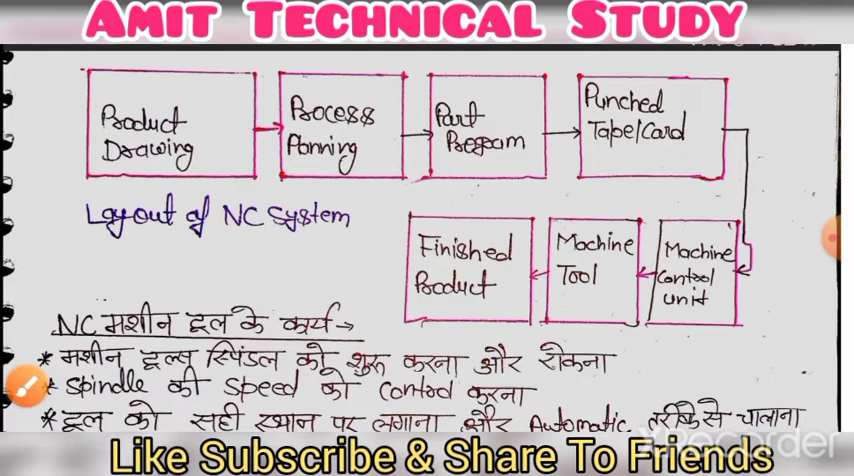 AMIT TECHNICAL STUDY
Product
Drawing
Process
Planning
Part
Program
Punched
Tape/Card
Layout of NC System
Finished
Product
Machine
Tool
Machine
Control
unit
NC मशीन टूल के कार्य →
* मशीन टूल्स स्पिंडल को शुरू करना और रोकना
* Spindle की Speed को Control करना
* टूल को सही स्थान पर लगाना और Automatic तरीके से चालाना
Recorder
Like Subscribe & Share To Friends